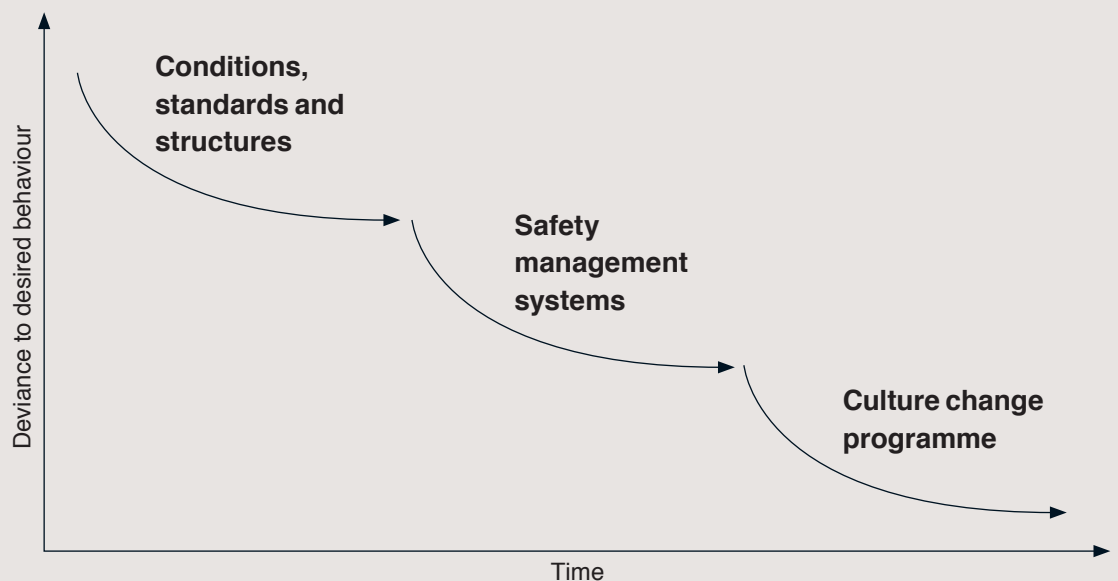 Conditions,
standards and
structures
Safety
management
systems
Culture change
programme
Deviance to desired behaviour
Time